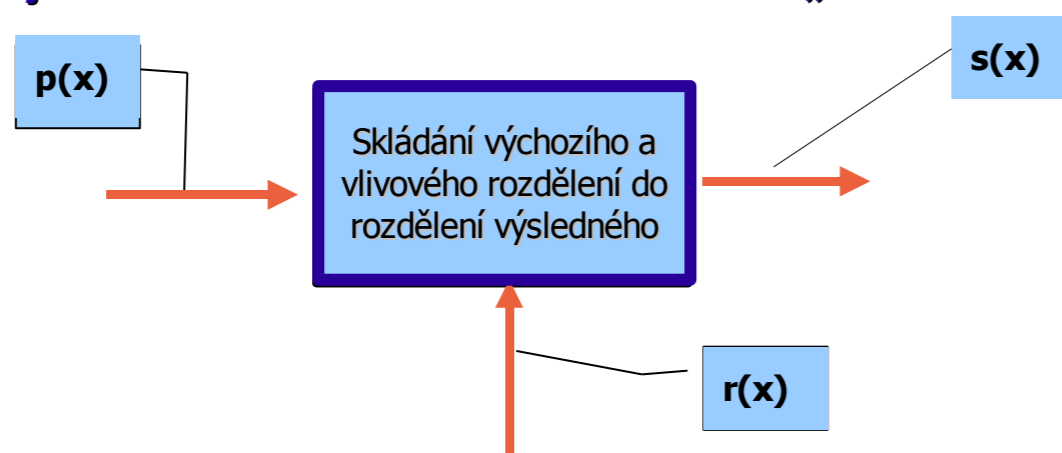 p(x)
s(x)
Skládání výchozího a
vlivového rozdělení do
rozdělení výsledného
r(x)